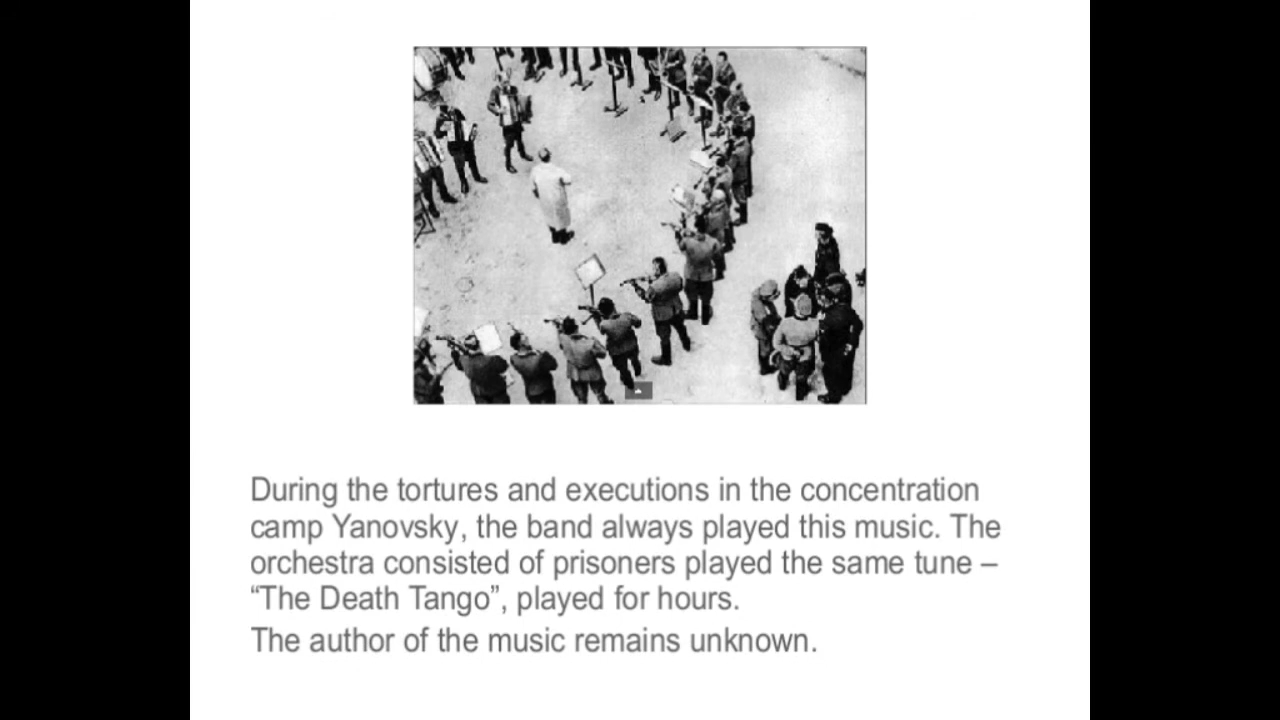 During the tortures and executions in the concentration
camp Yanovsky, the band always played this music. The
orchestra consisted of prisoners played the same tune –
“The Death Tango”, played for hours.
The author of the music remains unknown.